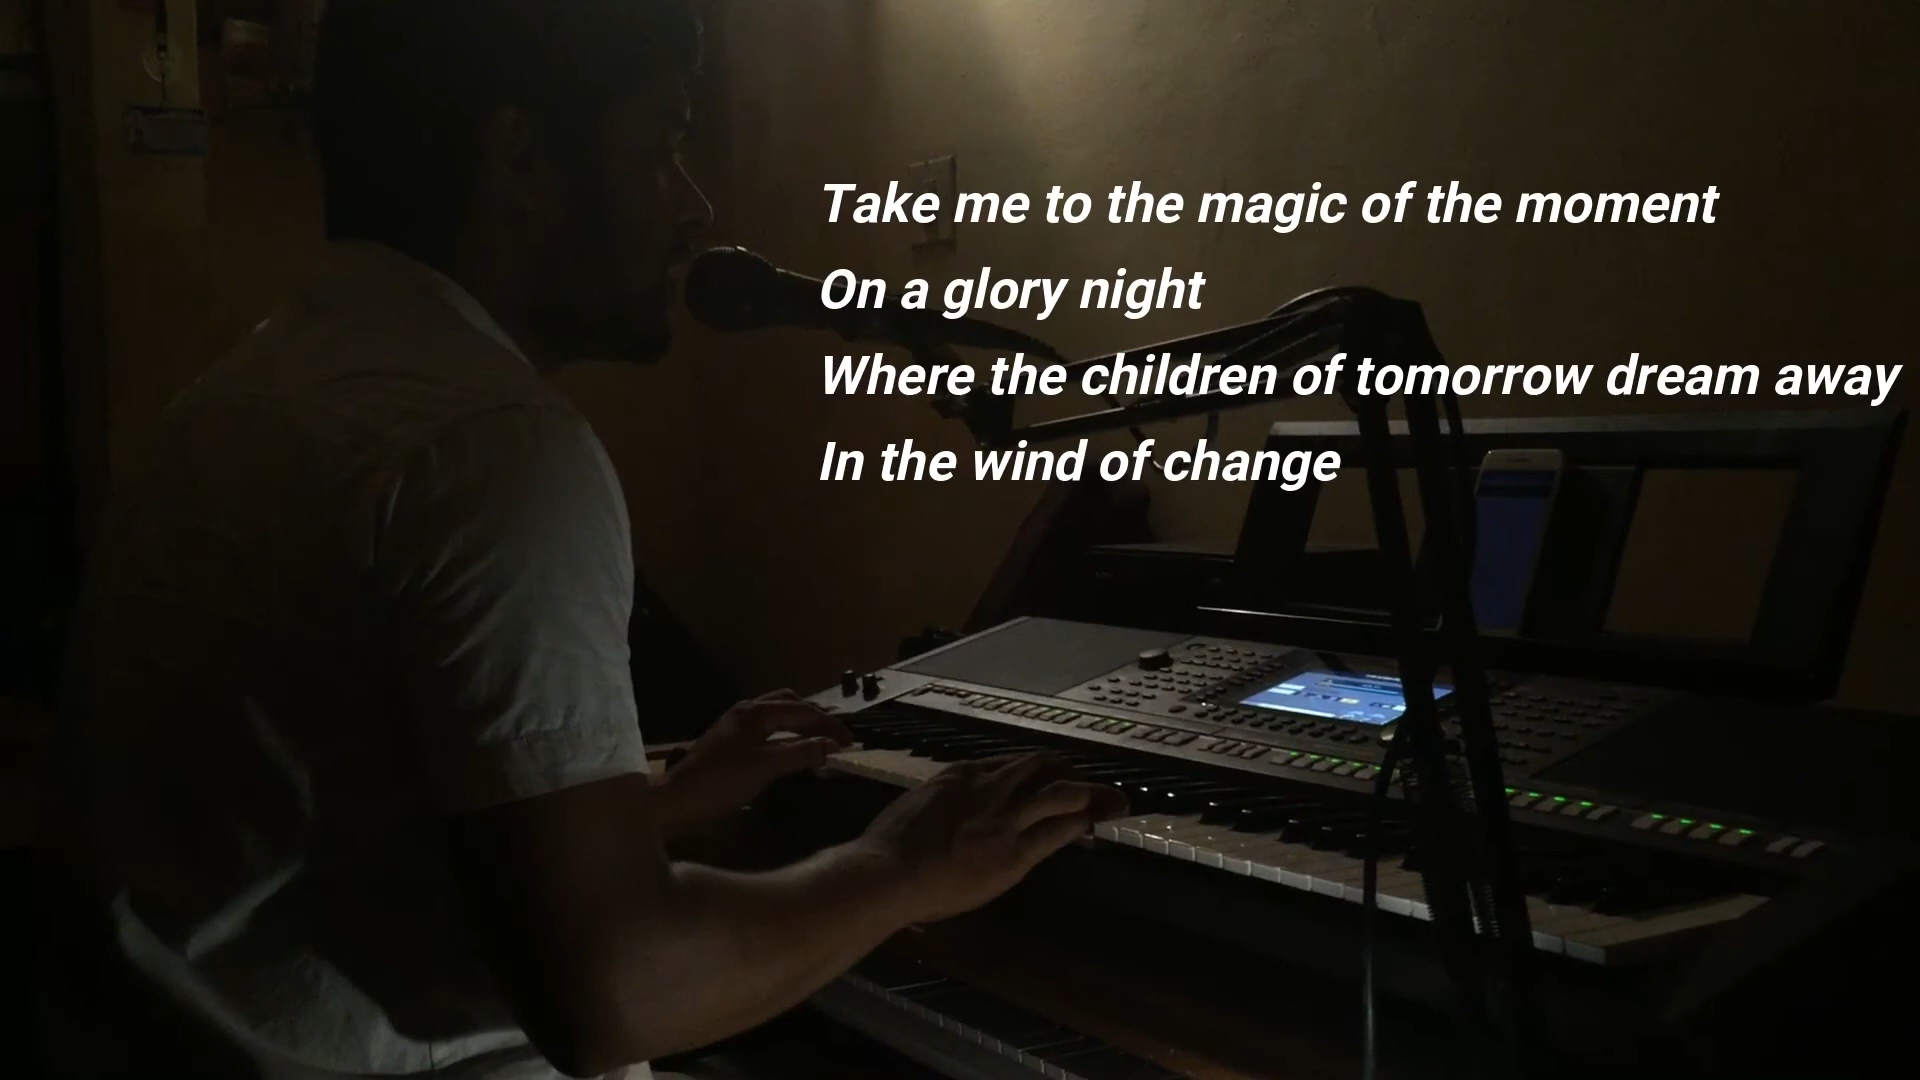 Take me to the magic of the moment
On a glory night
Where the children of tomorrow dream away
In the wind of change